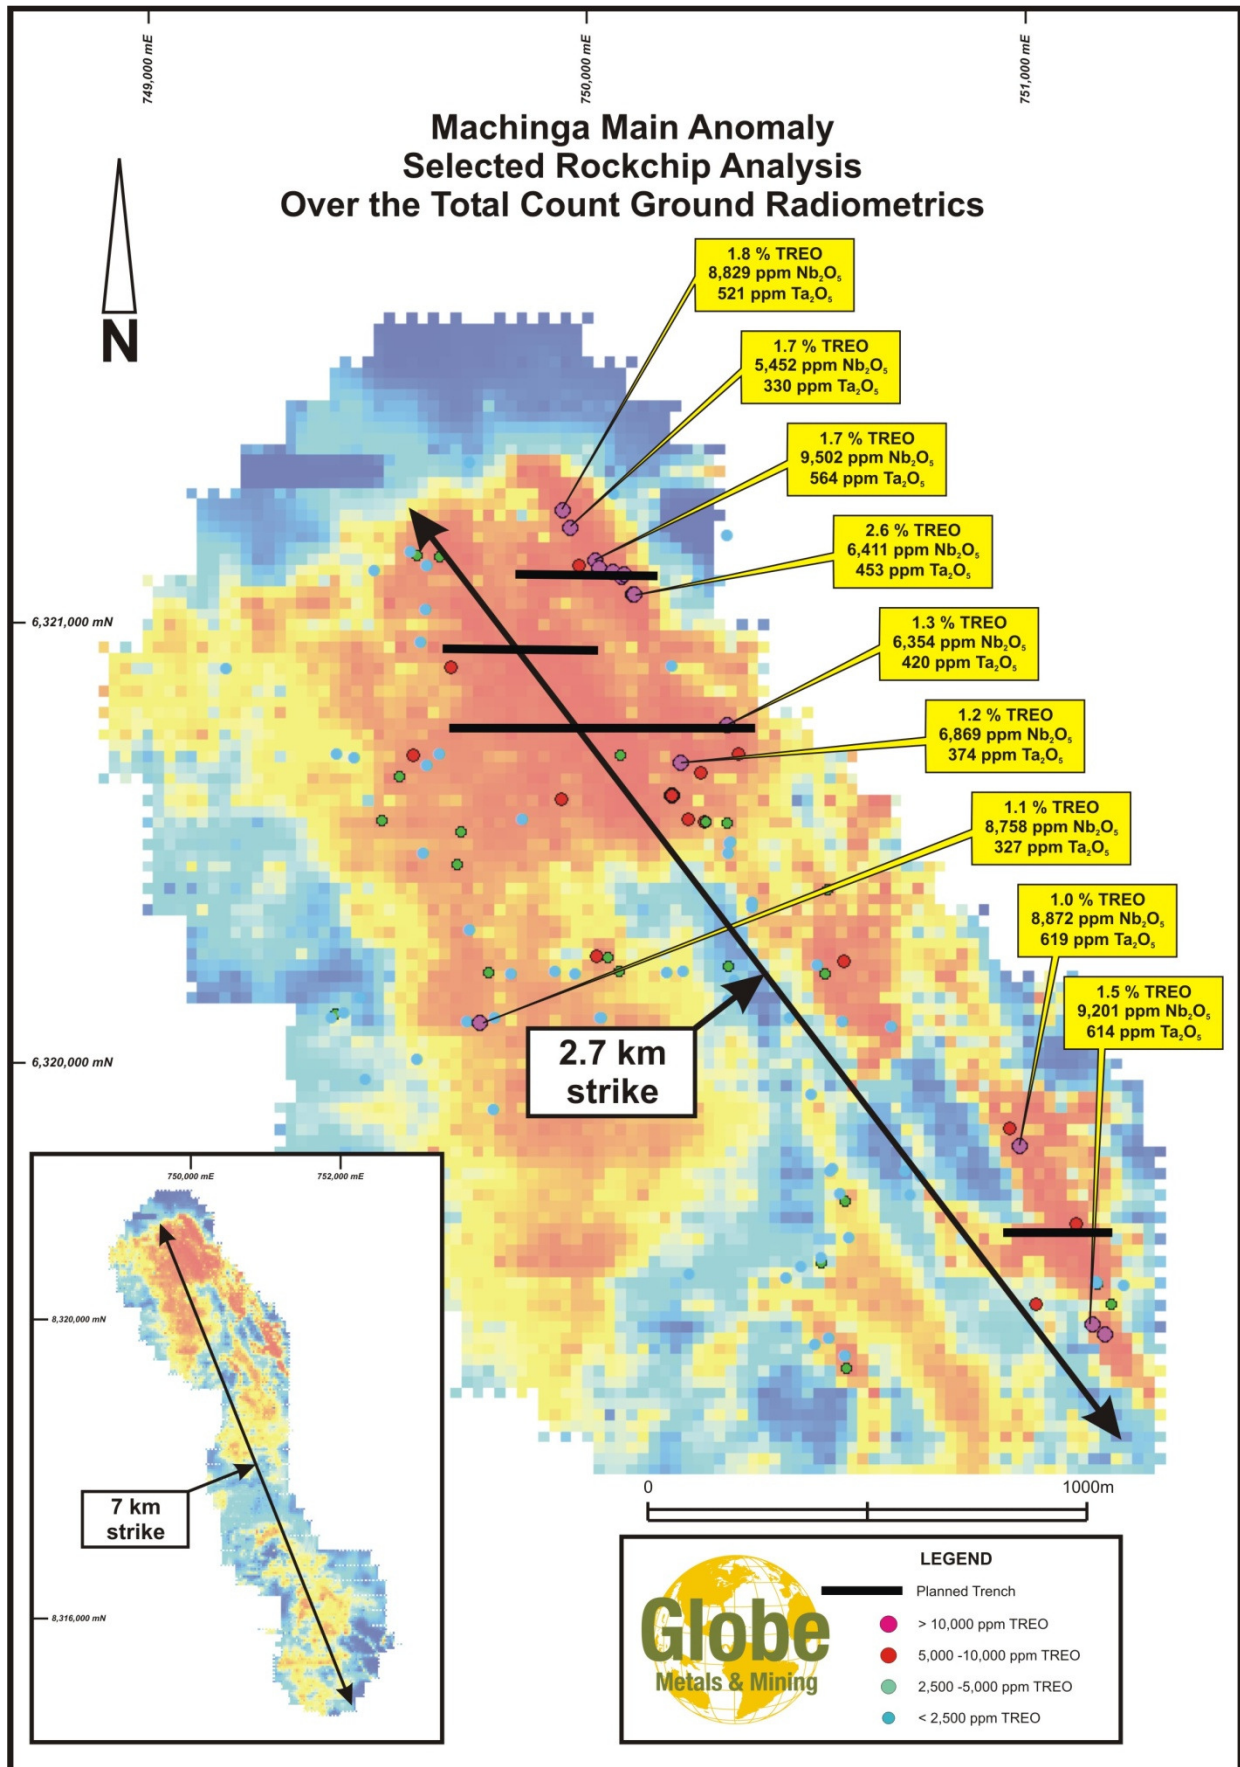 749,000 mE
750,000 mE
751,000 mE
Machinga Main Anomaly
Selected Rockchip Analysis
Over the Total Count Ground Radiometrics
N
1.8 % TREO
8,829 ppm Nb₂O₅
521 ppm Ta₂O₅
1.7 % TREO
5,452 ppm Nb₂O₅
330 ppm Ta₂O₅
1.7 % TREO
9,502 ppm Nb₂O₅
564 ppm Ta₂O₅
2.6 % TREO
6,411 ppm Nb₂O₅
453 ppm Ta₂O₅
6,321,000 mN
1.3 % TREO
6,354 ppm Nb₂O₅
420 ppm Ta₂O₅
1.2 % TREO
6,869 ppm Nb₂O₅
374 ppm Ta₂O₅
1.1 % TREO
8,758 ppm Nb₂O₅
327 ppm Ta₂O₅
1.0 % TREO
8,872 ppm Nb₂O₅
619 ppm Ta₂O₅
1.5 % TREO
9,201 ppm Nb₂O₅
614 ppm Ta₂O₅
6,320,000 mN
2.7 km
strike
750,000 mE
752,000 mE
8,320,000 mN
7 km
strike
8,316,000 mN
0
1000m
LEGEND
Planned Trench
> 10,000 ppm TREO
5,000 -10,000 ppm TREO
2,500 -5,000 ppm TREO
< 2,500 ppm TREO
Globe
Metals & Mining